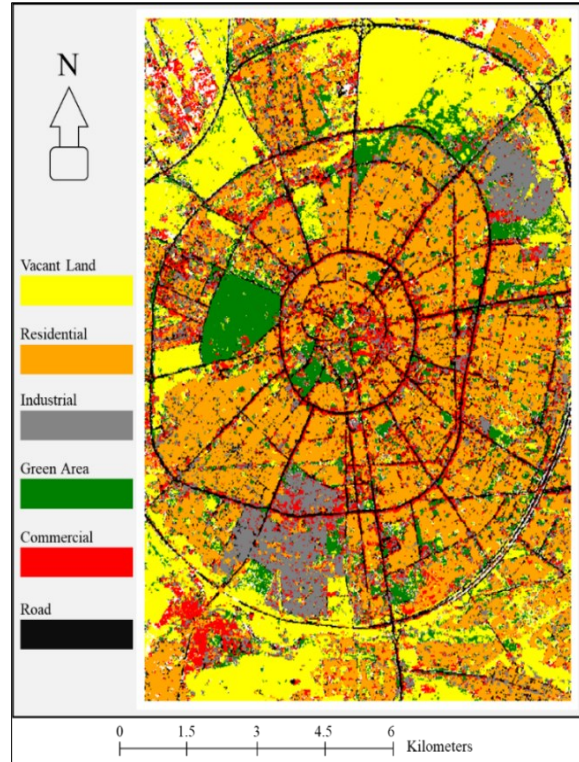 N
Vacant Land
Residential
Industrial
Green Area
Commercial
Road
0 1.5 3 4.5 6
Kilometers